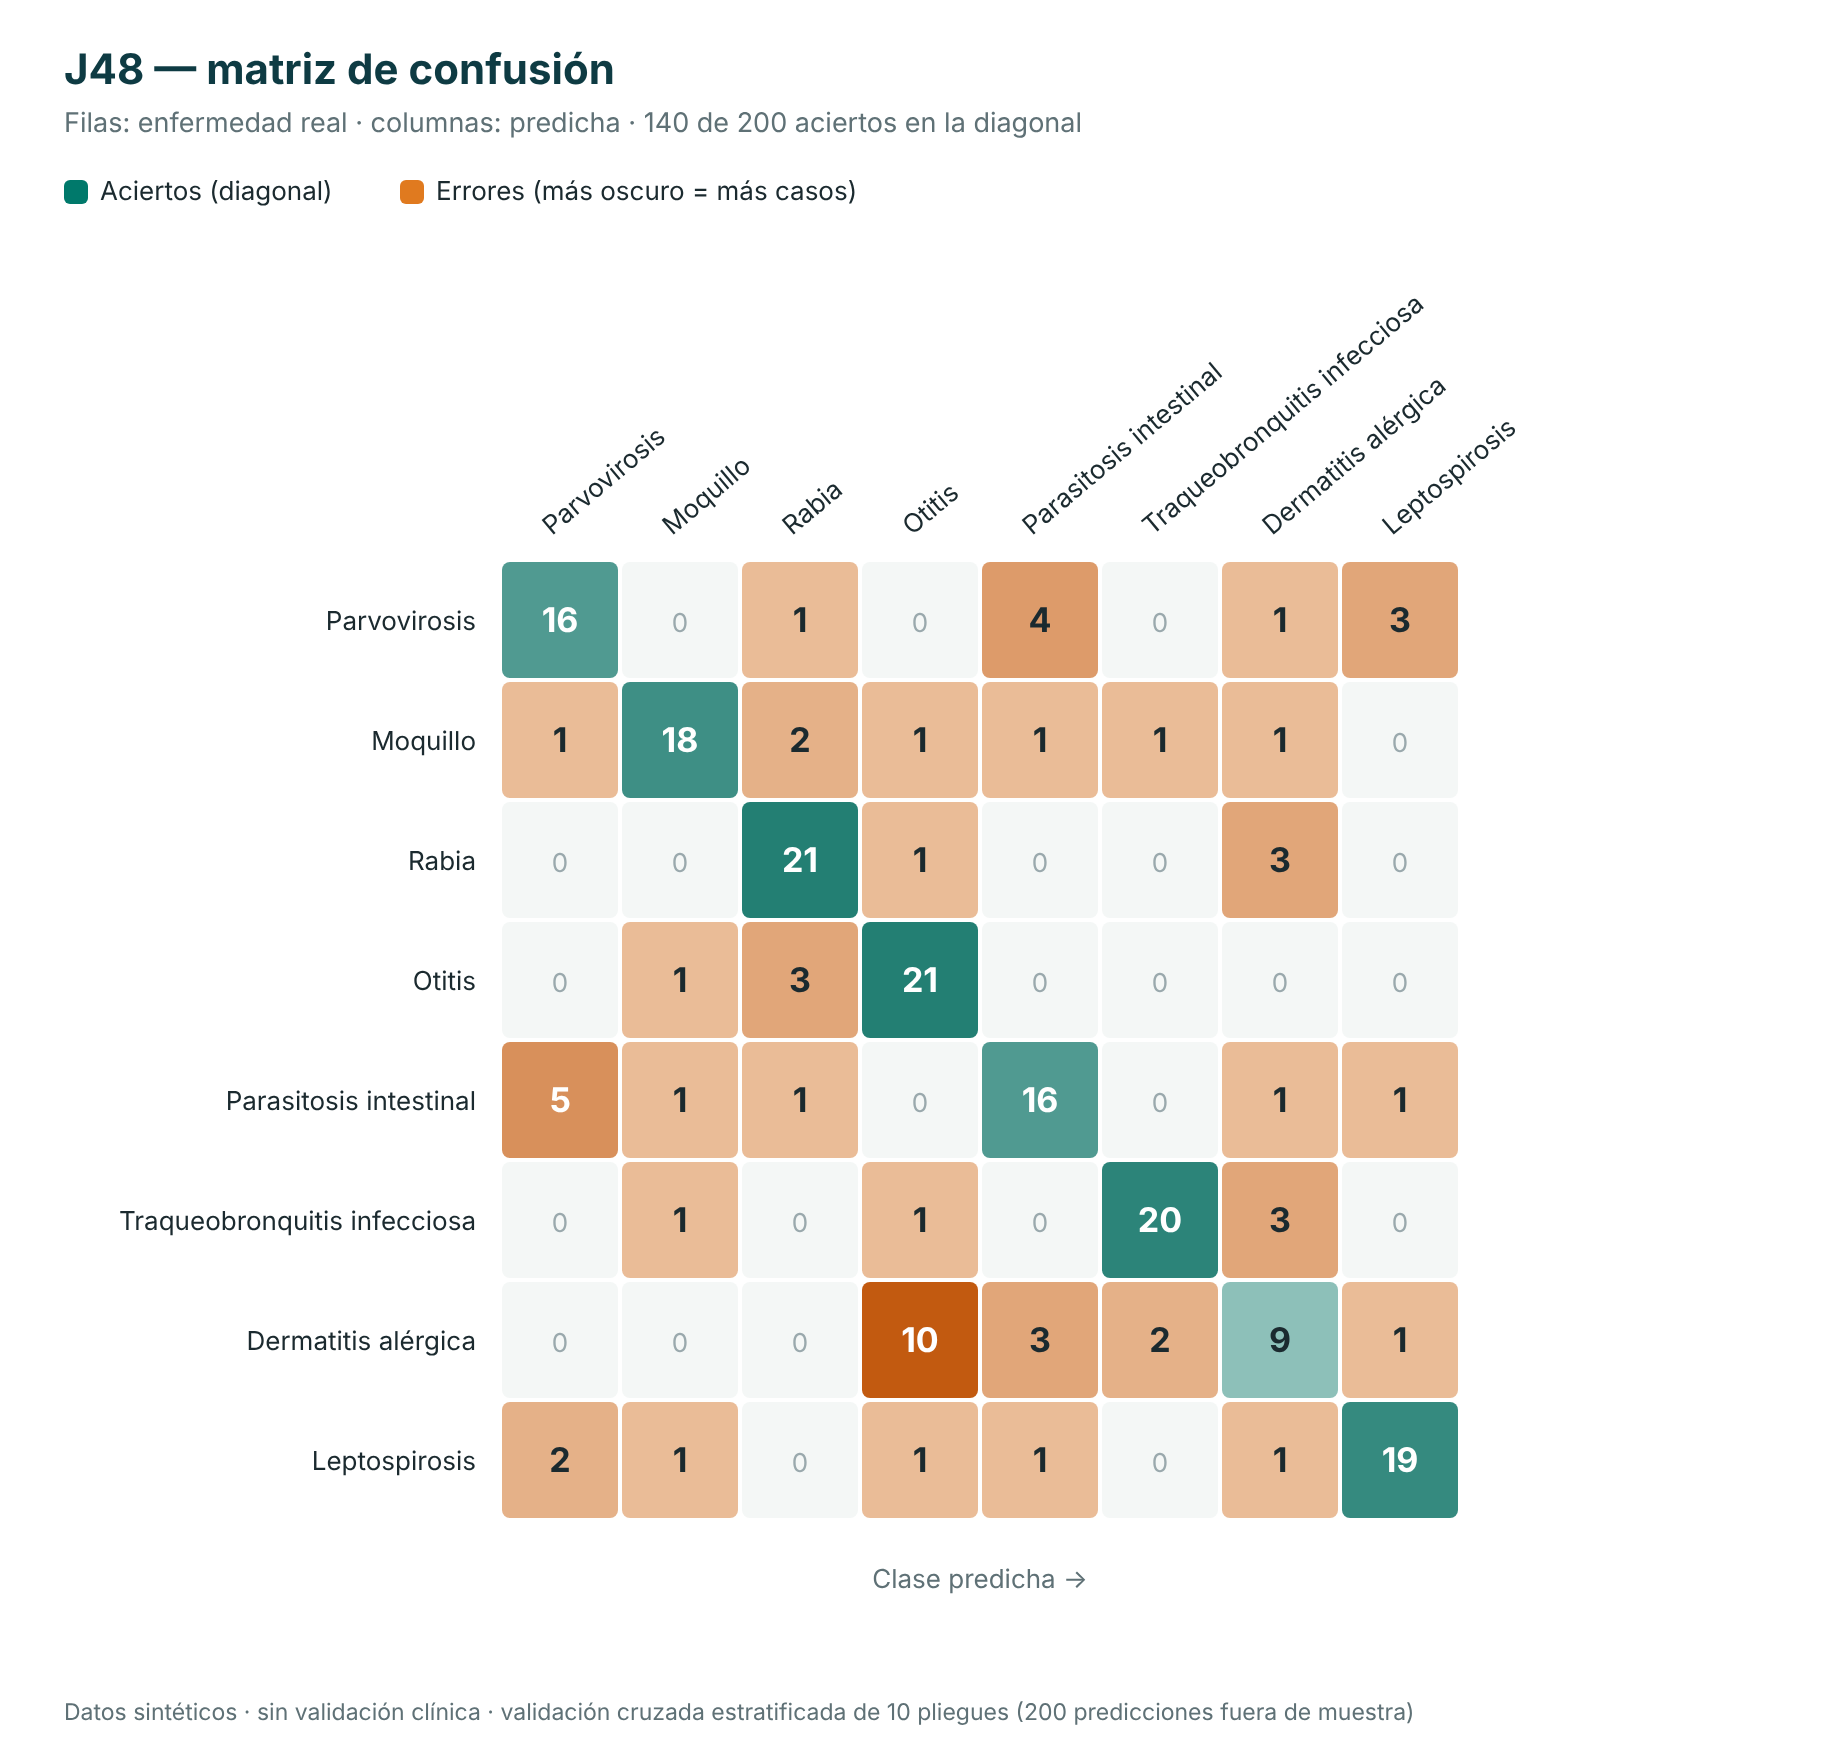 J48 — matriz de confusión
Filas: enfermedad real · columnas: predicha · 140 de 200 aciertos en la diagonal
Aciertos (diagonal) Errores (más oscuro = más casos)
Parvovirosis Moquillo Rabia Otitis Parasitosis intestinal Traqueobronquitis infecciosa Dermatitis alérgica Leptospirosis
Parvovirosis 16 0 1 0 4 0 1 3
Moquillo 1 18 2 1 1 1 1 0
Rabia 0 0 21 1 0 0 3 0
Otitis 0 1 3 21 0 0 0 0
Parasitosis intestinal 5 1 1 0 16 0 1 1
Traqueobronquitis infecciosa 0 1 0 1 0 20 3 0
Dermatitis alérgica 0 0 0 10 3 2 9 1
Leptospirosis 2 1 0 1 1 0 1 19
Clase predicha →
Datos sintéticos · sin validación clínica · validación cruzada estratificada de 10 pliegues (200 predicciones fuera de muestra)